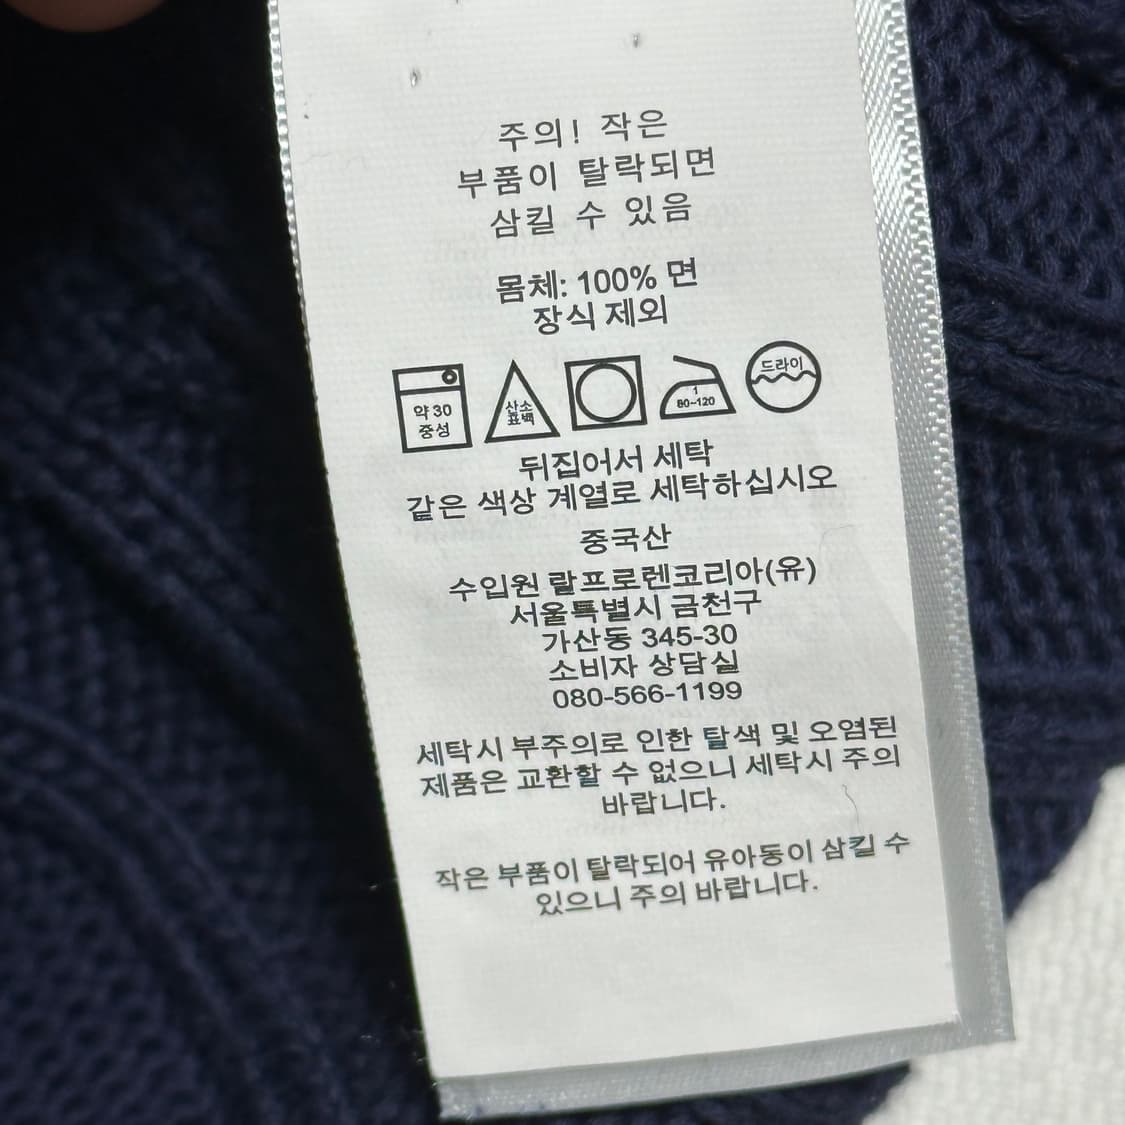 주의! 작은
부품이 탈락되면
삼킬 수 있음
몸체: 100% 면
장식 제외
약 30
중성
산소
표백
1
80~120
드라이
뒤집어서 세탁
같은 색상 계열로 세탁하십시오
중국산
수입원 랄프로렌코리아(유)
서울특별시 금천구
가산동 345-30
소비자 상담실
080-566-1199
세탁시 부주의로 인한 탈색 및 오염된
제품은 교환할 수 없으니 세탁시 주의
바랍니다.
작은 부품이 탈락되어 유아동이 삼킬 수
있으니 주의 바랍니다.